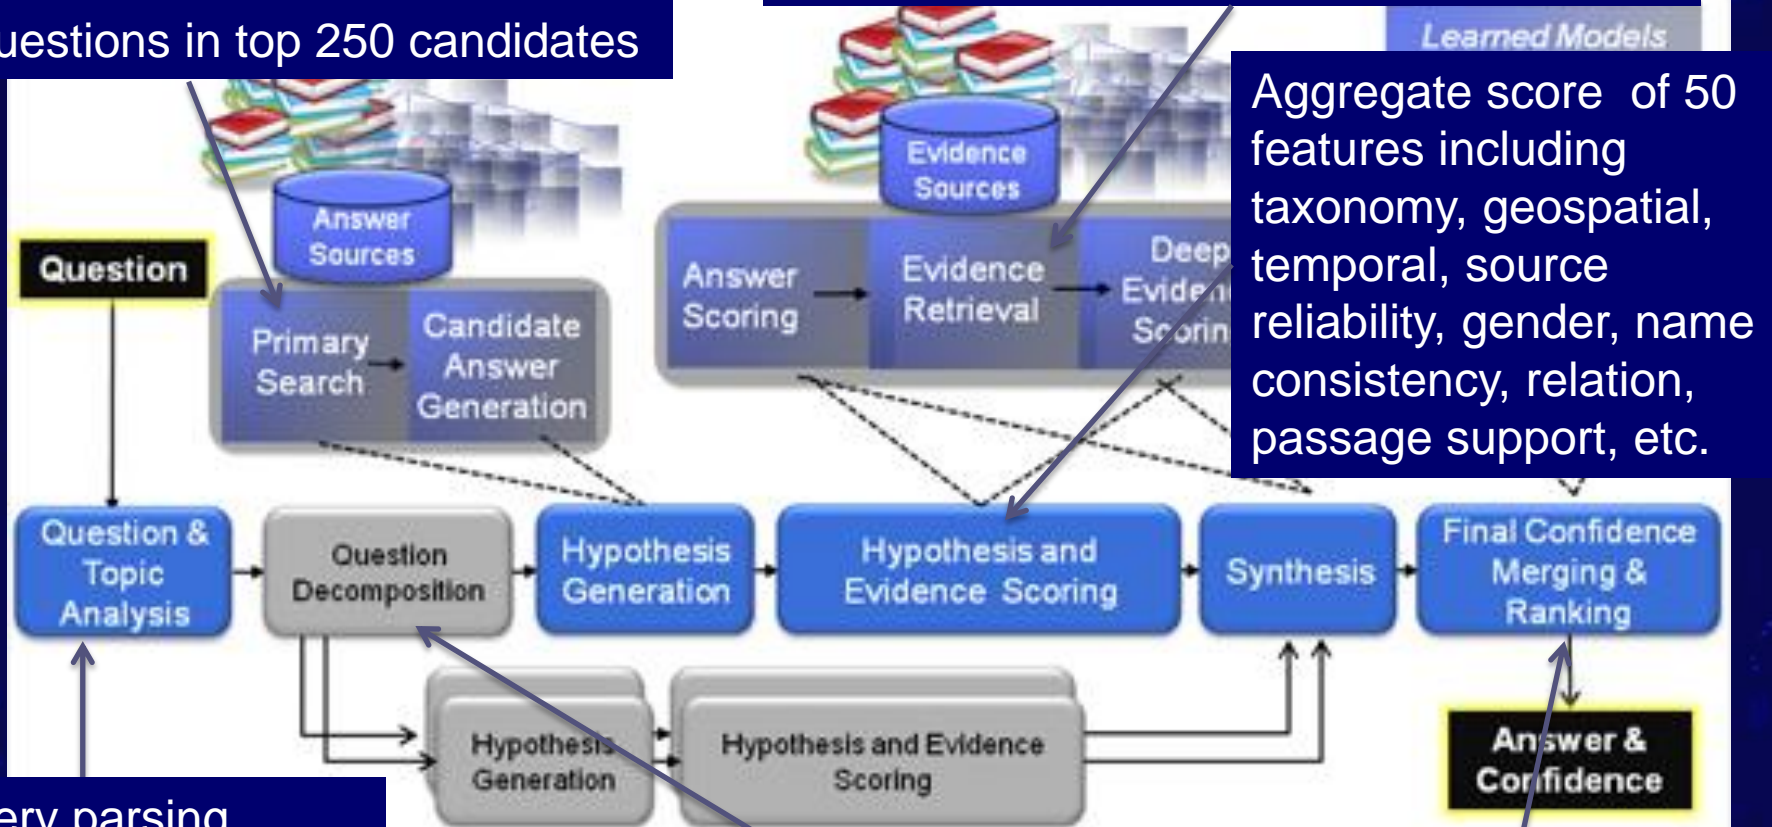 uestions in top 250 candidates
Learned Models
Aggregate score of 50
features including
taxonomy, geospatial,
temporal, source
reliability, gender, name
consistency, relation,
passage support, etc.
Evidence
Sources
Answer
Sources
Question
Primary
Search
Candidate
Answer
Generation
Answer
Scoring
Evidence
Retrieval
Deep
Eviden
Scorin
Question &
Topic
Analysis
Question
Decomposition
Hypothesis
Generation
Hypothesis and
Evidence Scoring
Synthesis
Final Confidence
Merging &
Ranking
Hypothesis
Generation
Hypothesis and Evidence
Scoring
Answer &
Confidence
ery parsing